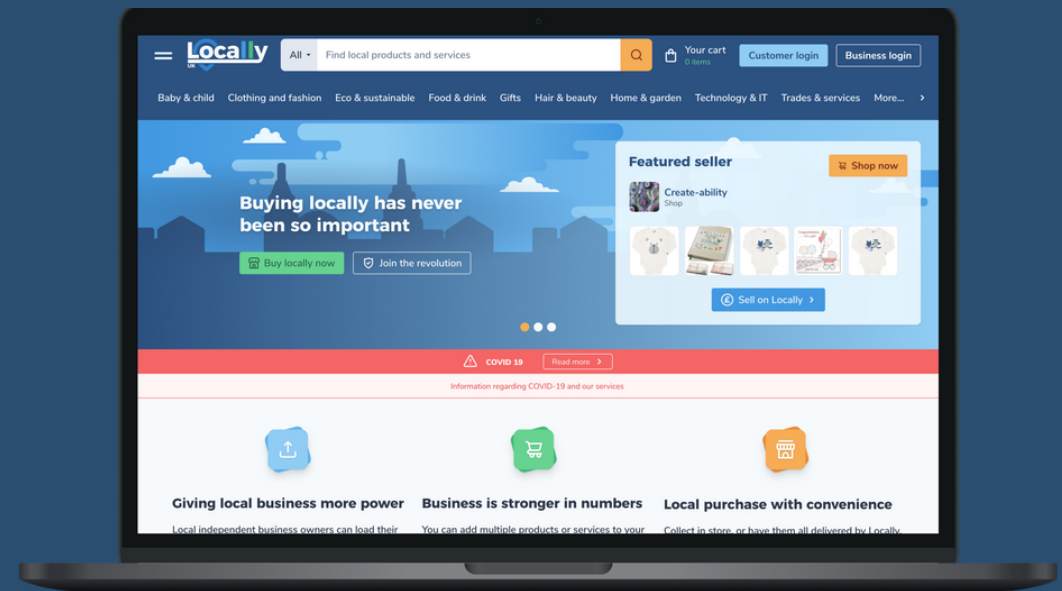 Locally
UK
All
Find local products and services
Your cart
0 items
Customer login
Business login
Baby & child Clothing and fashion Eco & sustainable Food & drink Gifts Hair & beauty Home & garden Technology & IT Trades & services More...
Buying locally has never
been so important
Buy locally now
Join the revolution
Featured seller
Shop now
Create-ability
Shop
Sell on Locally
COVID 19
Read more
Information regarding COVID-19 and our services
Giving local business more power
Local independent business owners can load their
Business is stronger in numbers
You can add multiple products or services to your
Local purchase with convenience
Collect in store, or have them all delivered by Locally.